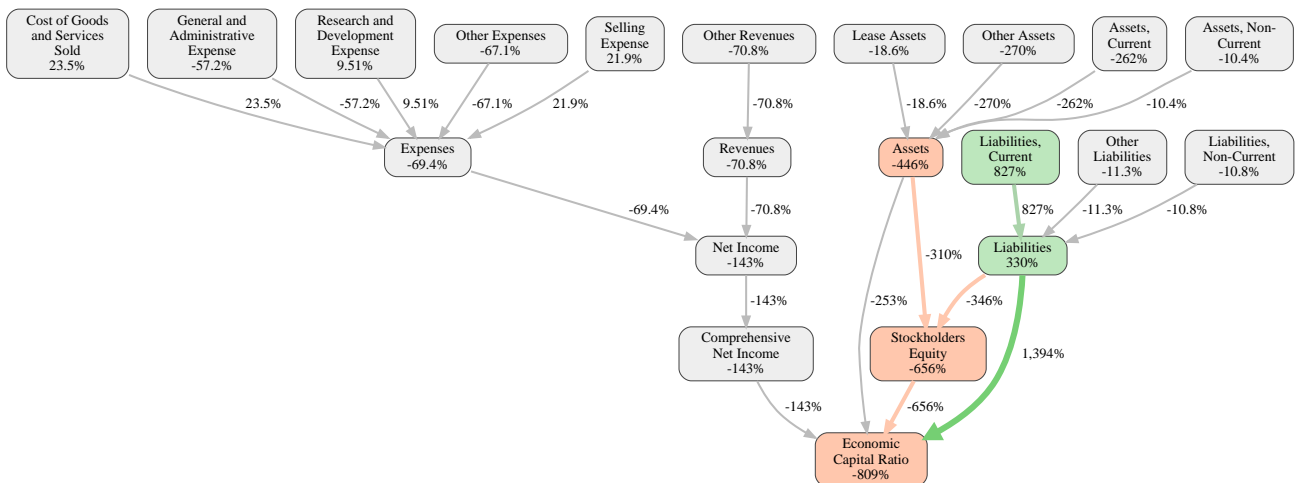 Cost of Goods
and Services
Sold
23.5%
General and
Administrative
Expense
-57.2%
Research and
Development
Expense
9.51%
Other Expenses
-67.1%
Selling
Expense
21.9%
Other Revenues
-70.8%
Lease Assets
-18.6%
Other Assets
-270%
Assets,
Current
-262%
Assets, Non-
Current
-10.4%
23.5%
-57.2%
9.51%
-67.1%
21.9%
-70.8%
-18.6%
-270%
-262%
-10.4%
Expenses
-69.4%
Revenues
-70.8%
Assets
-446%
Liabilities,
Current
827%
Other
Liabilities
-11.3%
Liabilities,
Non-Current
-10.8%
-69.4%
-70.8%
827%
-11.3%
-10.8%
Net Income
-143%
-310%
Liabilities
330%
-143%
-253%
-346%
Comprehensive
Net Income
-143%
Stockholders
Equity
-656%
1,394%
-143%
-656%
Economic
Capital Ratio
-809%